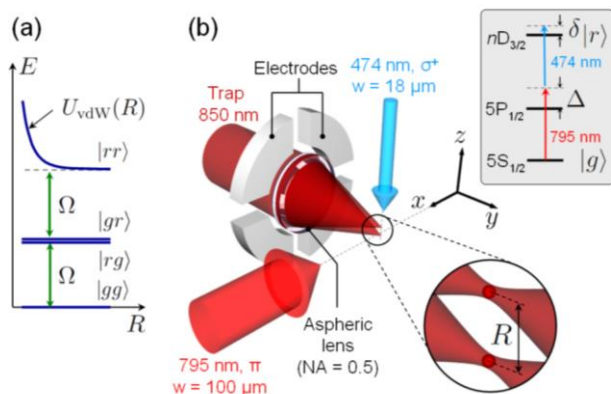 (a)
E
U_vdW(R)
|rr⟩
Ω
|gr⟩
|rg⟩
Ω
|gg⟩
R
(b)
Electrodes
Trap
850 nm
474 nm, σ⁺
w = 18 μm
z
x
y
R
Aspheric
lens
(NA = 0.5)
795 nm, π
w = 100 μm
nD₃/₂
δ
|r⟩
474 nm
5P₁/₂
Δ
795 nm
5S₁/₂
|g⟩